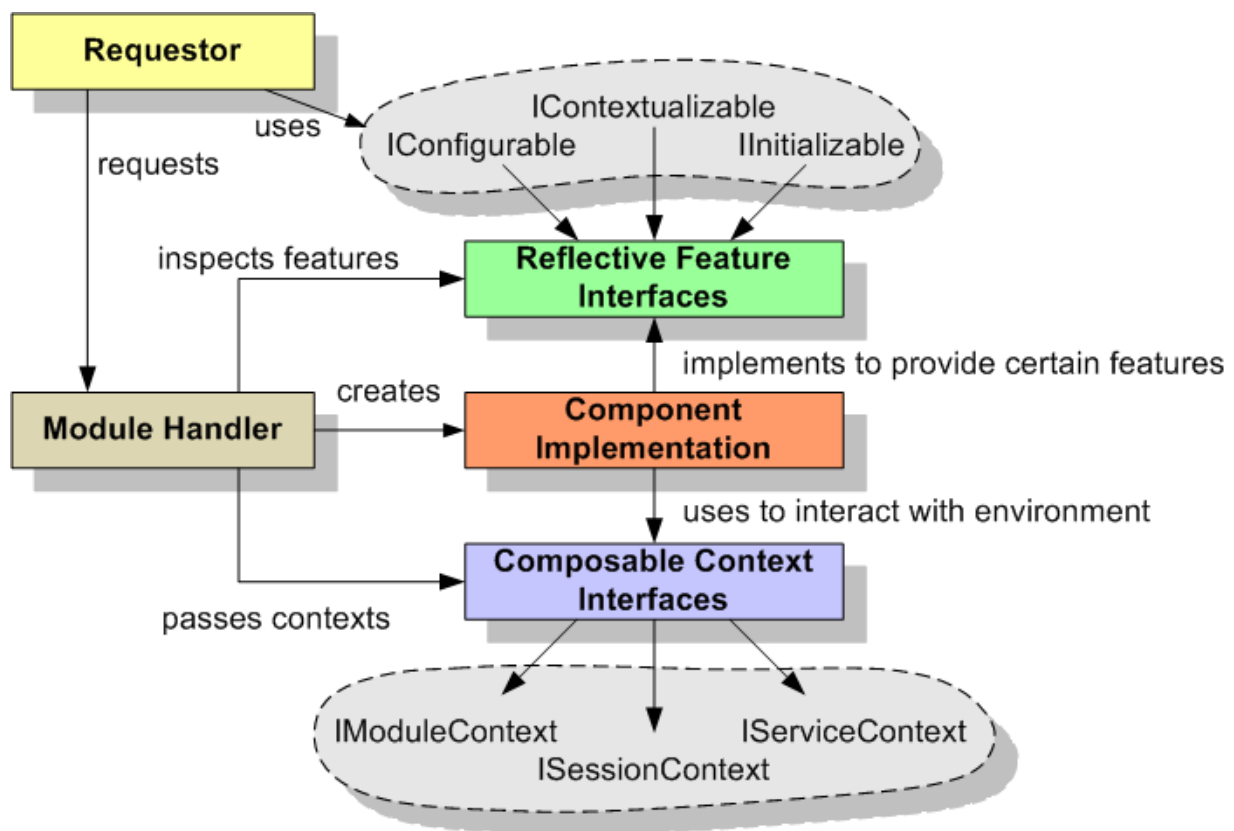 Requestor
uses
requests
IContextualizable
IConfigurable
IInitializable
inspects features
Reflective Feature
Interfaces
implements to provide certain features
creates
Module Handler
Component
Implementation
uses to interact with environment
Composable Context
Interfaces
passes contexts
IModuleContext
IServiceContext
ISessionContext